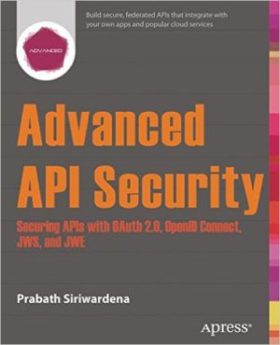 Build secure, federated APIs that integrate with
your own apps and popular cloud services
ADVANCED
Advanced
API Security
Securing APIs with OAuth 2.0, OpenID Connect,
JWS, and JWE
Prabath Siriwardena
Apress®